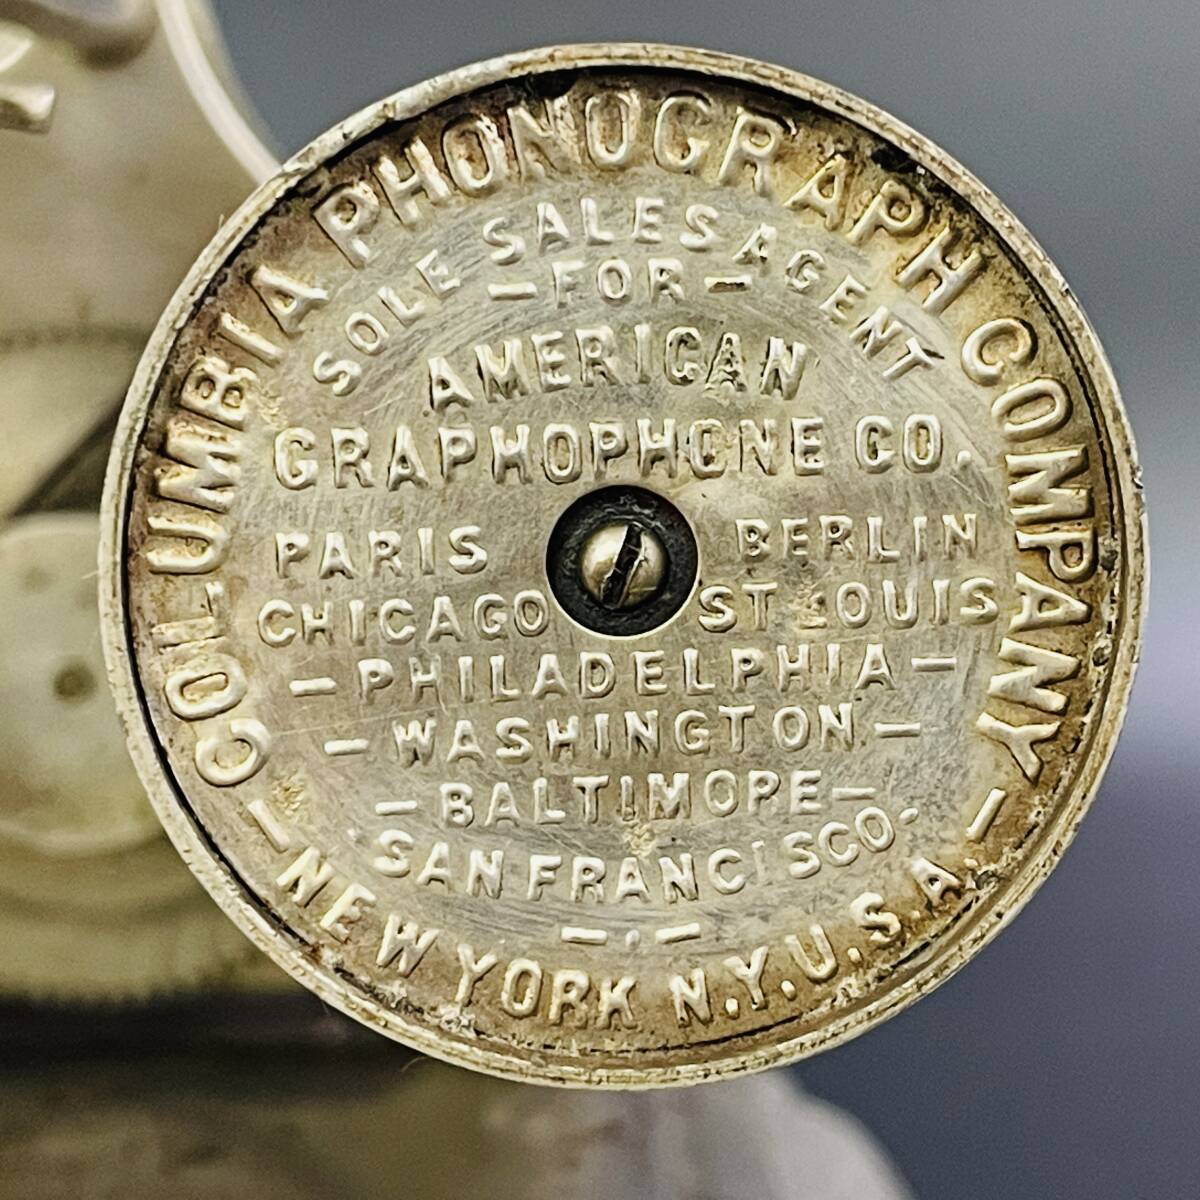 COLUMBIA PHONOGRAPH COMPANY
SOLE SALES AGENT
- FOR -
AMERICAN
GRAPHOPHONE CO.
PARIS BERLIN
CHICAGO ST LOUIS
- PHILADELPHIA -
- WASHINGTON -
- BALTIMORE -
SAN FRANCISCO-
- NEW YORK N.Y. U.S.A. -